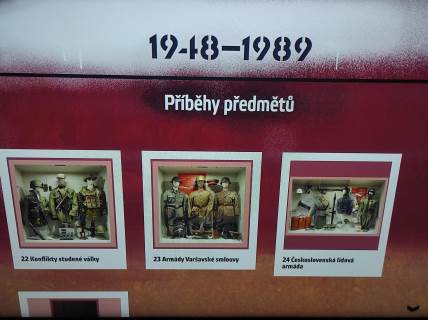 1948–1989
Příběhy předmětů
22 Konflikty studené války
23 Armády Varšavské smlouvy
24 Československá lidová
armáda